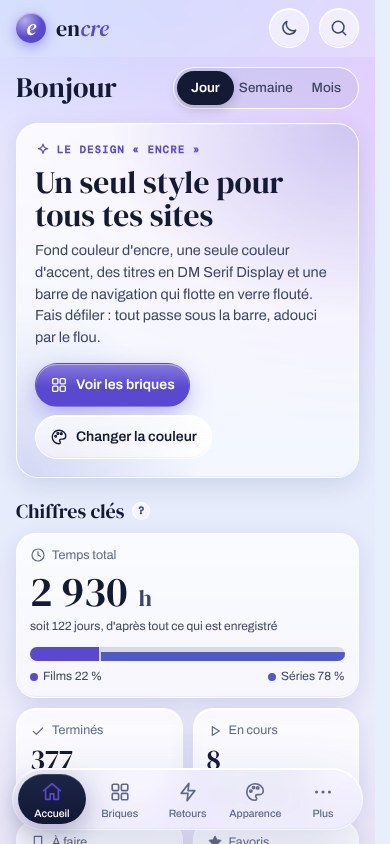 e encre
Bonjour
Jour Semaine Mois
LE DESIGN « ENCRE »
Un seul style pour
tous tes sites
Fond couleur d'encre, une seule couleur
d'accent, des titres en DM Serif Display et une
barre de navigation qui flotte en verre flouté.
Fais défiler : tout passe sous la barre, adouci
par le flou.
Voir les briques
Changer la couleur
Chiffres clés ?
Temps total
2 930 h
soit 122 jours, d'après tout ce qui est enregistré
Films 22 % Séries 78 %
Terminés En cours
377 8
Accueil Briques Retours Apparence Plus
À faire Favoris